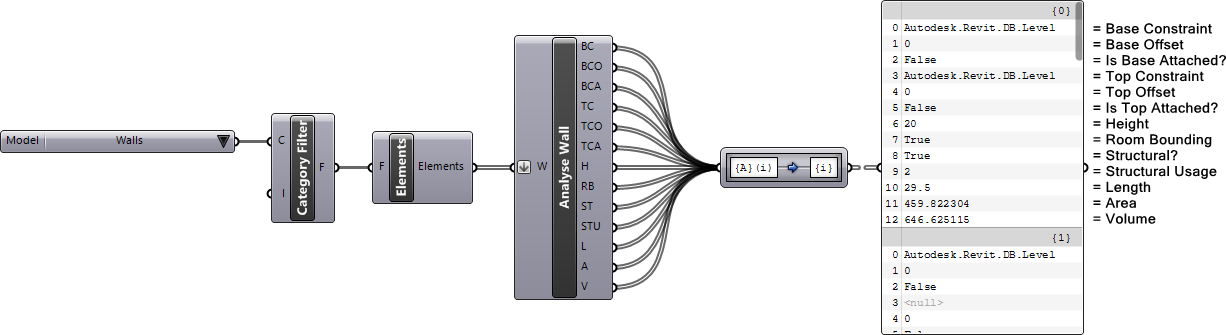 Model Walls
C
Category Filter
F
I
F
Elements
Elements
W
Analyse Wall
BC
BCO
BCA
TC
TCO
TCA
H
RB
ST
STU
L
A
V
{A}(i)
{i}
{0}
0 Autodesk.Revit.DB.Level = Base Constraint
1 0 = Base Offset
2 False = Is Base Attached?
3 Autodesk.Revit.DB.Level = Top Constraint
4 0 = Top Offset
5 False = Is Top Attached?
6 20 = Height
7 True = Room Bounding
8 True = Structural?
9 2 = Structural Usage
10 29.5 = Length
11 459.822304 = Area
12 646.625115 = Volume
{1}
0 Autodesk.Revit.DB.Level
1 0
2 False
3 <null>
4 0
5 False